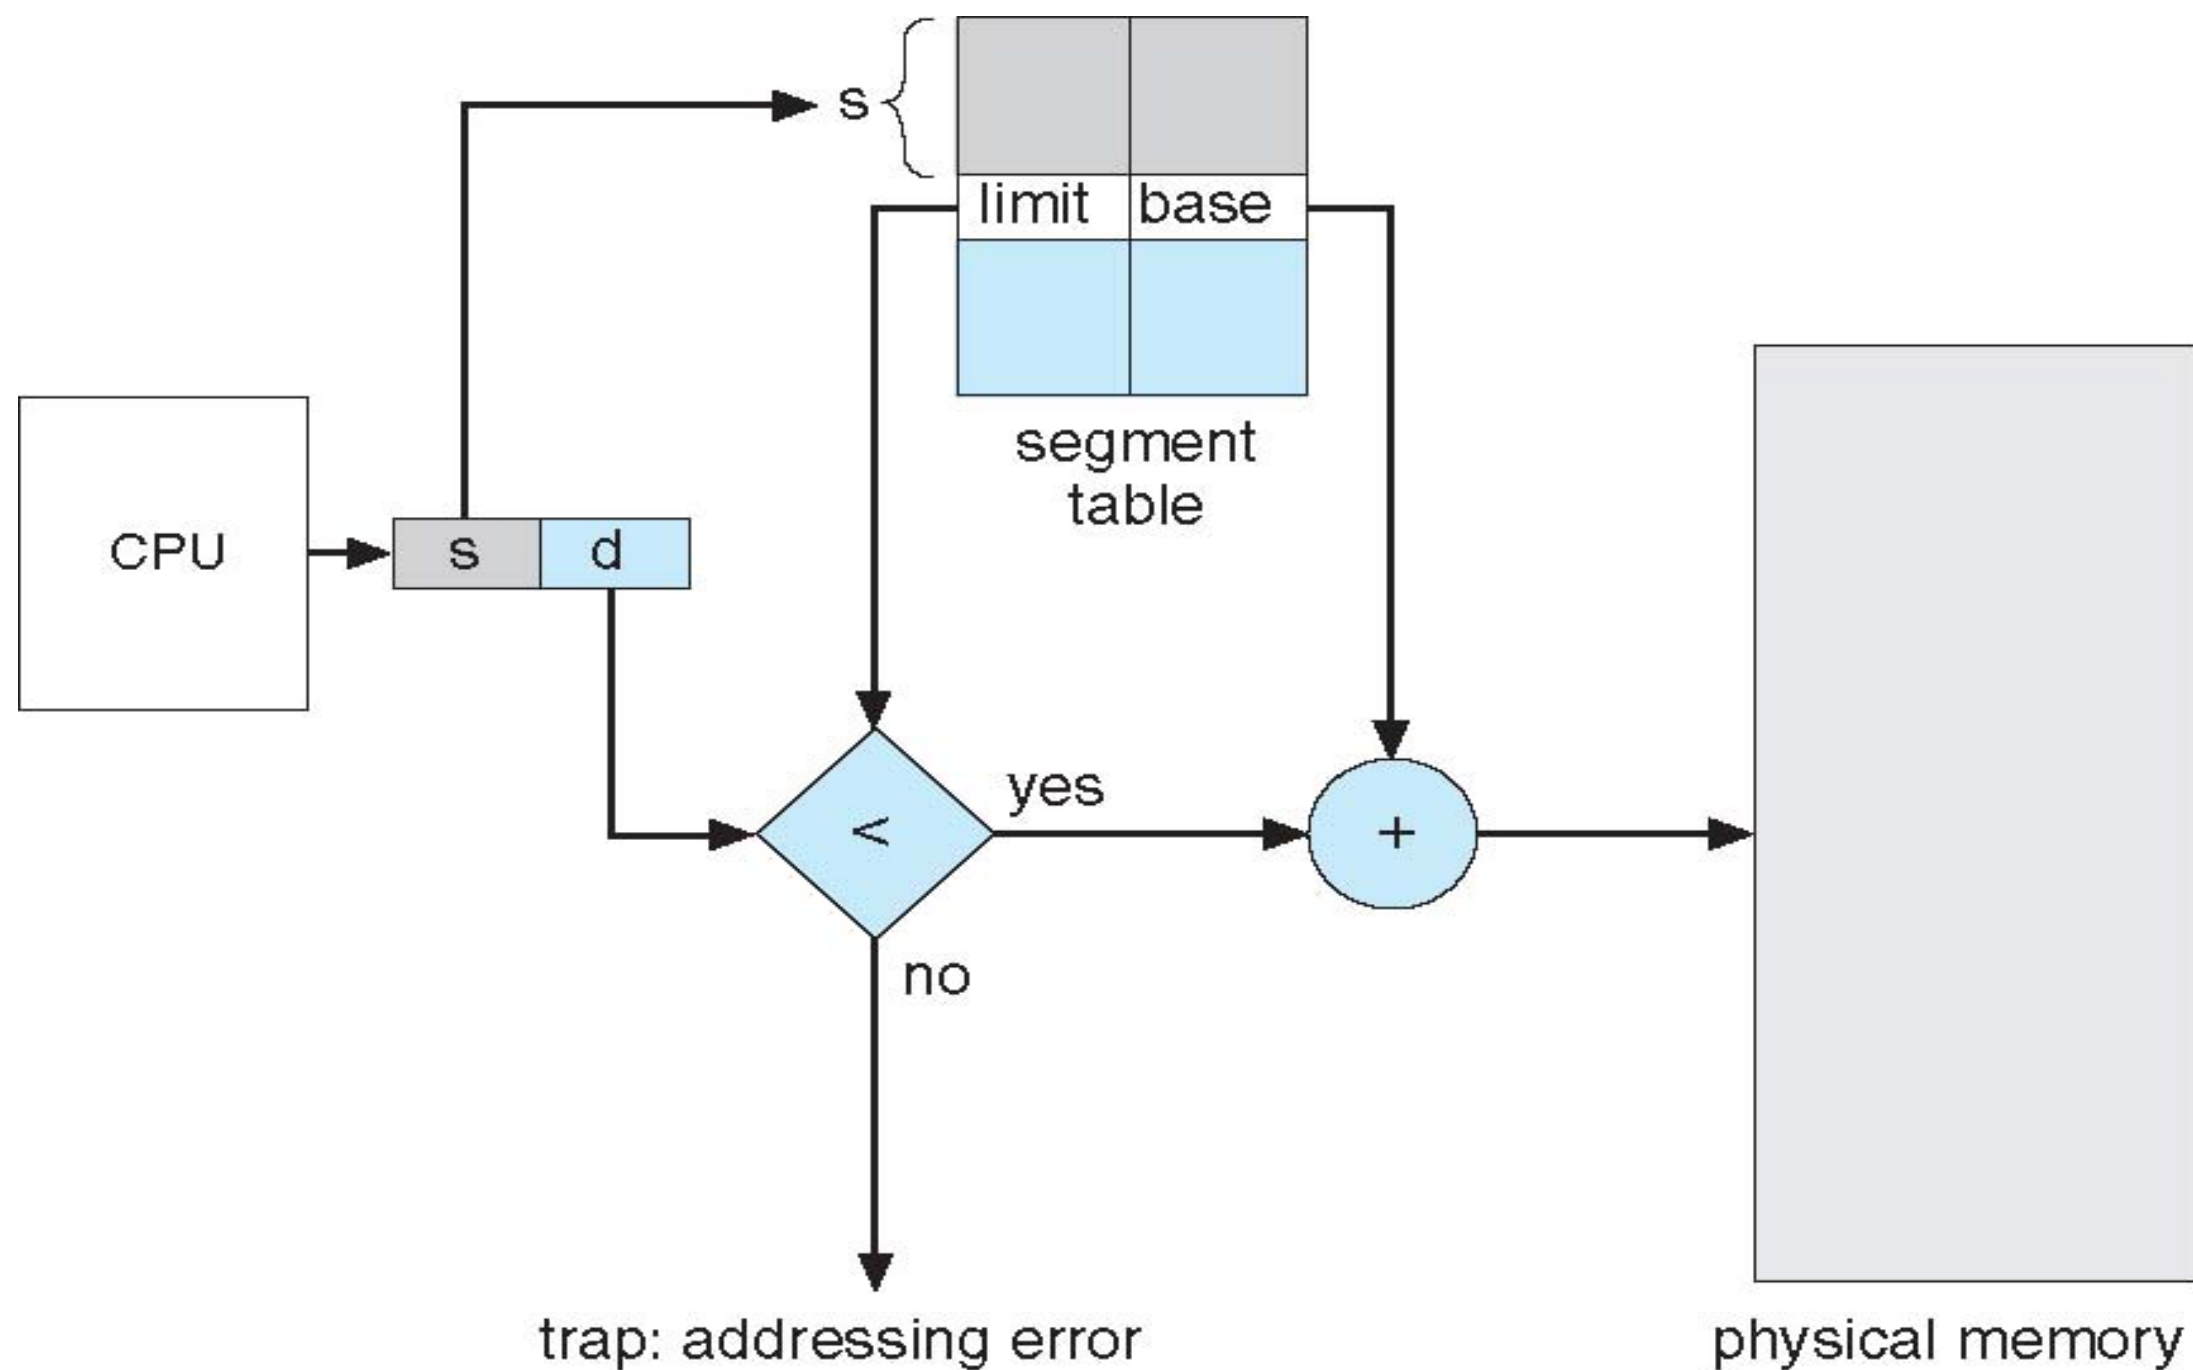 s
limit base
segment
table
CPU
s d
yes
<
+
no
trap: addressing error
physical memory